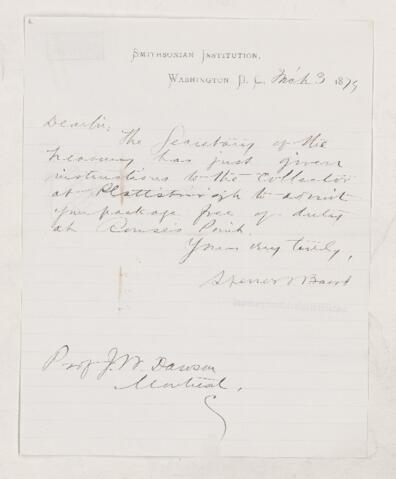 SMITHSONIAN INSTITUTION,
WASHINGTON, D. C., Mch 3 1879
Dear Sir,
The Secretary of the
treasury has just given
instructions to the collector
at Plattsburgh to admit
your package free of duty
at Rouse's Point.
Yours very truly,
Spencer F Baird
Prof J. W. Dawson
Montreal.